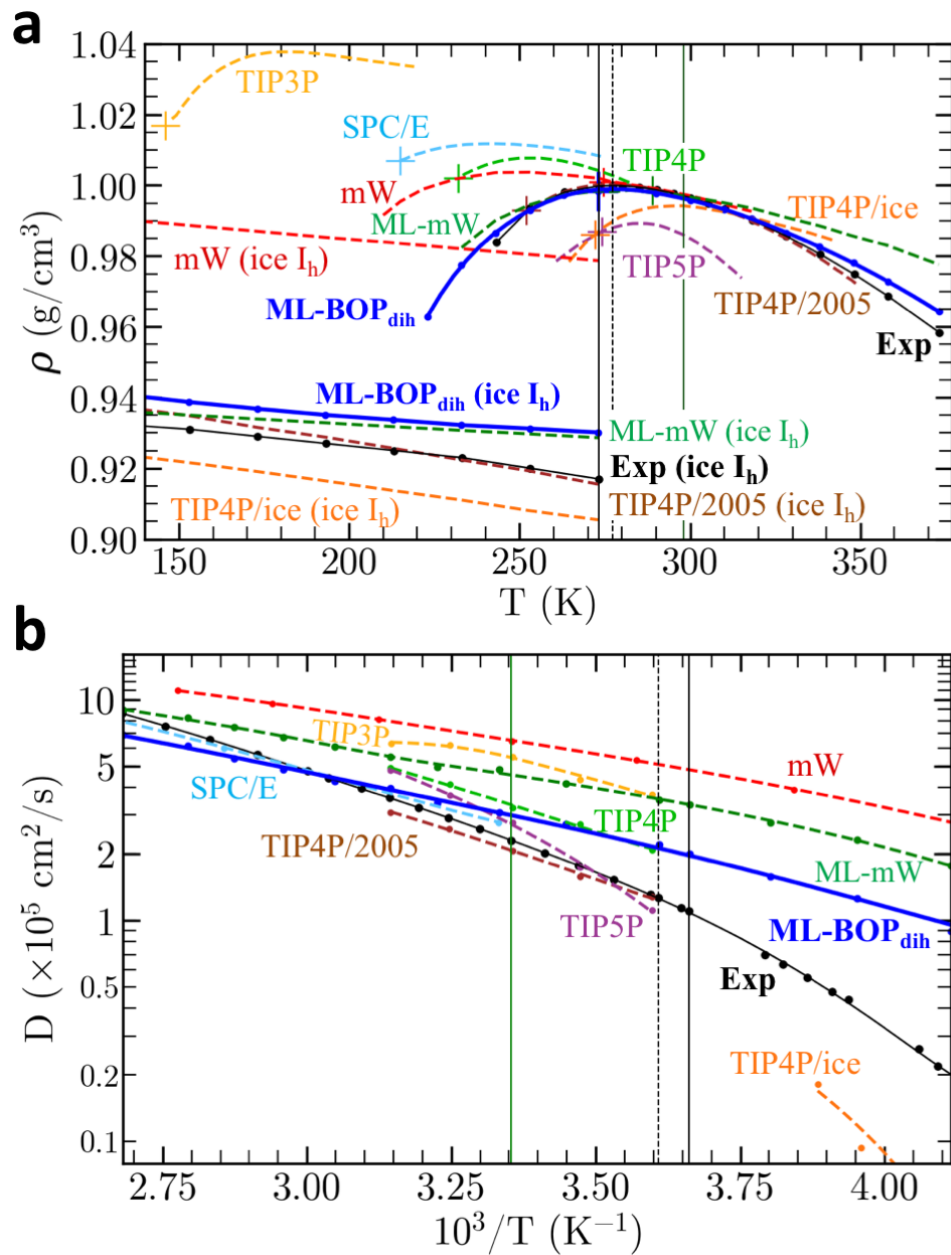 a
1.04
1.02
1.00
0.98
0.96
0.94
0.92
0.90
ρ (g/cm³)
TIP3P
SPC/E
TIP4P
mW
ML-mW
TIP4P/ice
mW (ice Iₕ)
TIP5P
ML-BOP_dih
TIP4P/2005
Exp
ML-BOP_dih (ice Iₕ)
ML-mW (ice Iₕ)
Exp (ice Iₕ)
TIP4P/ice (ice Iₕ)
TIP4P/2005 (ice Iₕ)
150 200 250 300 350
T (K)
b
10
5
2
1
0.5
0.2
0.1
D (×10⁵ cm²/s)
TIP3P
mW
SPC/E
TIP4P
TIP4P/2005
ML-mW
TIP5P
ML-BOP_dih
Exp
TIP4P/ice
2.75 3.00 3.25 3.50 3.75 4.00
10³/T (K⁻¹)